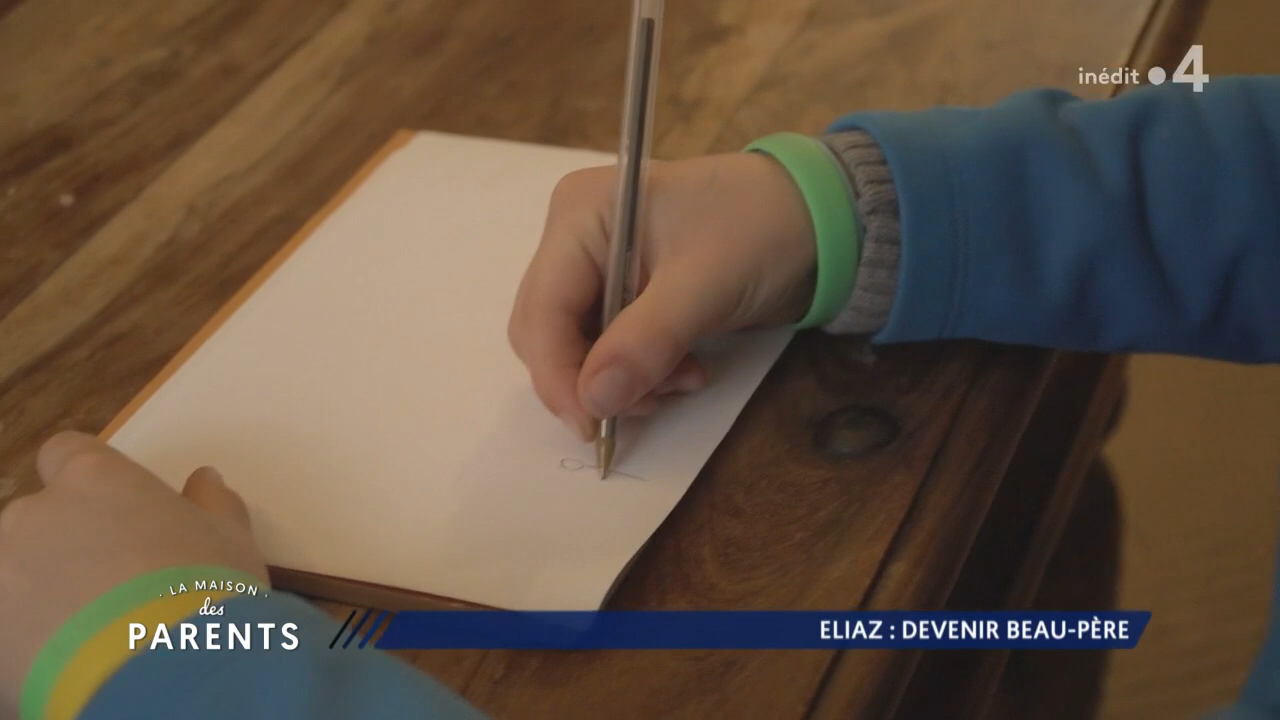 inédit 4
LA MAISON
des
PARENTS
ELIAZ : DEVENIR BEAU-PÈRE